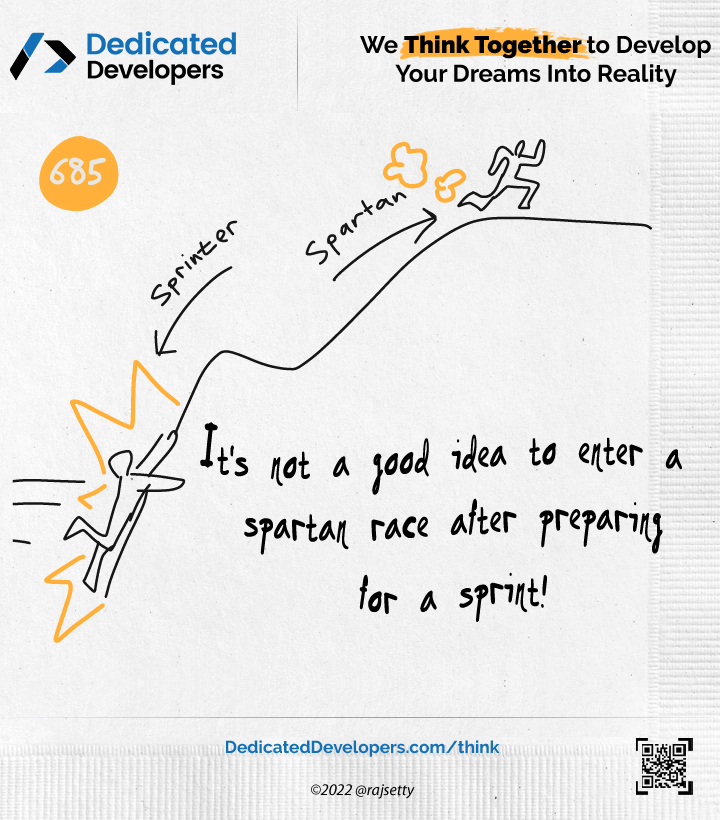 Dedicated
Developers
We Think Together to Develop
Your Dreams Into Reality
685
Spartan
Sprinter
It's not a good idea to enter a
spartan race after preparing
for a sprint!
DedicatedDevelopers.com/think
©2022 @rajsetty